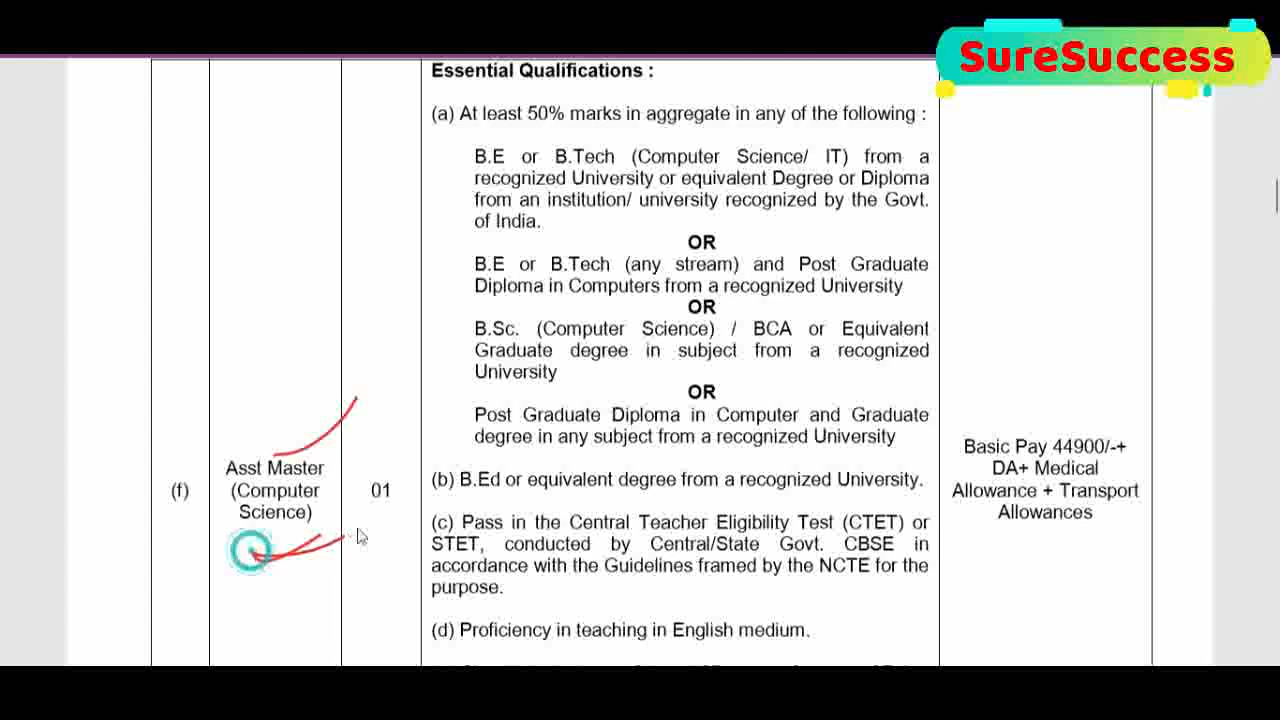 SureSuccess
Essential Qualifications :
(a) At least 50% marks in aggregate in any of the following :
B.E or B.Tech (Computer Science/ IT) from a
recognized University or equivalent Degree or Diploma
from an institution/ university recognized by the Govt.
of India.
OR
B.E or B.Tech (any stream) and Post Graduate
Diploma in Computers from a recognized University
OR
B.Sc. (Computer Science) / BCA or Equivalent
Graduate degree in subject from a recognized
University
OR
Post Graduate Diploma in Computer and Graduate
degree in any subject from a recognized University
(b) B.Ed or equivalent degree from a recognized University.
(c) Pass in the Central Teacher Eligibility Test (CTET) or
STET, conducted by Central/State Govt. CBSE in
accordance with the Guidelines framed by the NCTE for the
purpose.
(d) Proficiency in teaching in English medium.
(f)
Asst Master
(Computer
Science)
01
Basic Pay 44900/-+
DA+ Medical
Allowance + Transport
Allowances